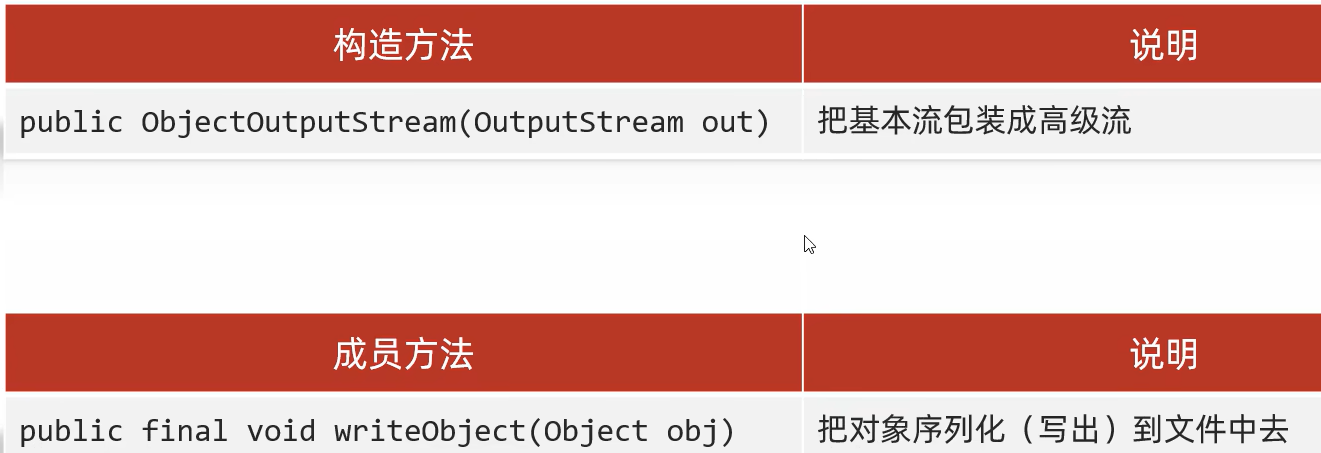 构造方法 说明
public ObjectOutputStream(OutputStream out) 把基本流包装成高级流
成员方法 说明
public final void writeObject(Object obj) 把对象序列化（写出）到文件中去